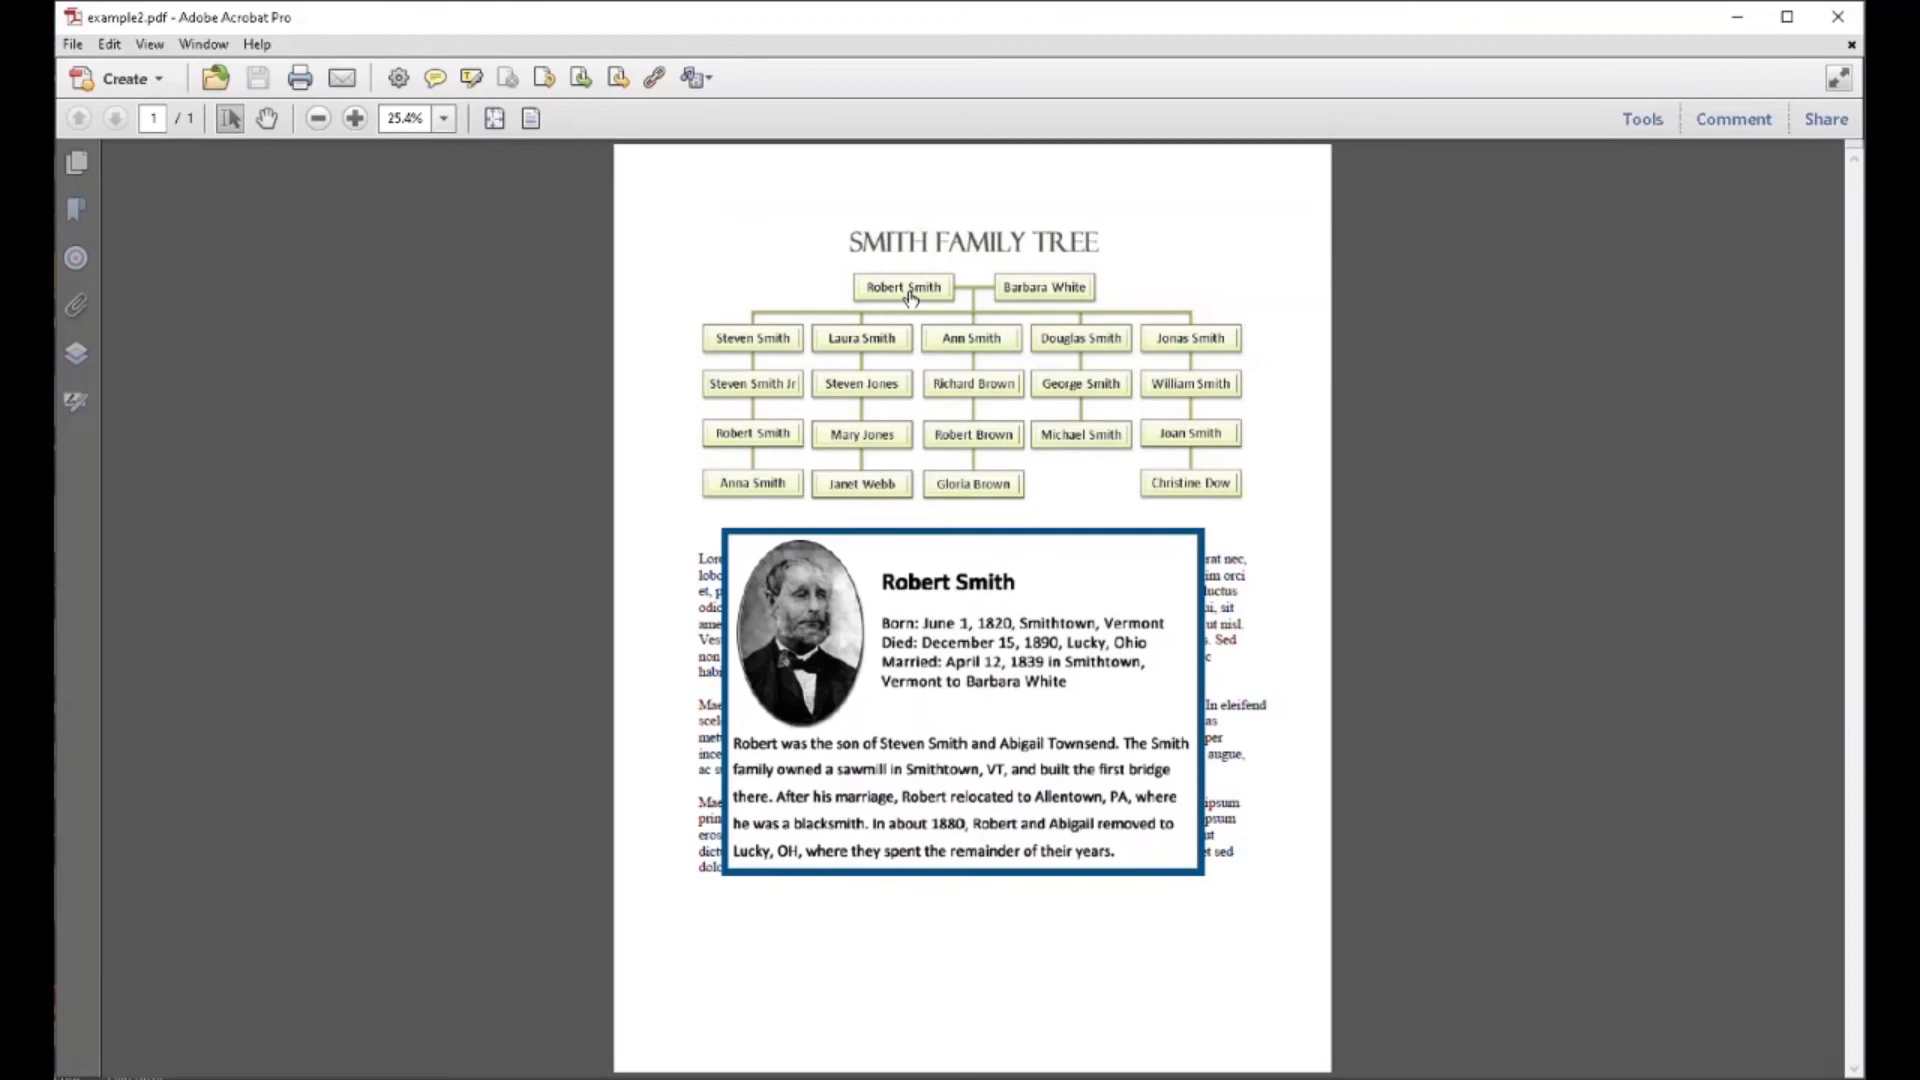 example2.pdf - Adobe Acrobat Pro
File Edit View Window Help
Create
1 / 1 25.4% Tools Comment Share
SMITH FAMILY TREE
Robert Smith Barbara White
Steven Smith Laura Smith Ann Smith Douglas Smith Jonas Smith
Steven Smith Jr Steven Jones Richard Brown George Smith William Smith
Robert Smith Mary Jones Robert Brown Michael Smith Joan Smith
Anna Smith Janet Webb Gloria Brown Christine Dow
Robert Smith
Born: June 1, 1820, Smithtown, Vermont
Died: December 15, 1890, Lucky, Ohio
Married: April 12, 1839 in Smithtown,
Vermont to Barbara White
Robert was the son of Steven Smith and Abigail Townsend. The Smith
family owned a sawmill in Smithtown, VT, and built the first bridge
there. After his marriage, Robert relocated to Allentown, PA, where
he was a blacksmith. In about 1880, Robert and Abigail removed to
Lucky, OH, where they spent the remainder of their years.